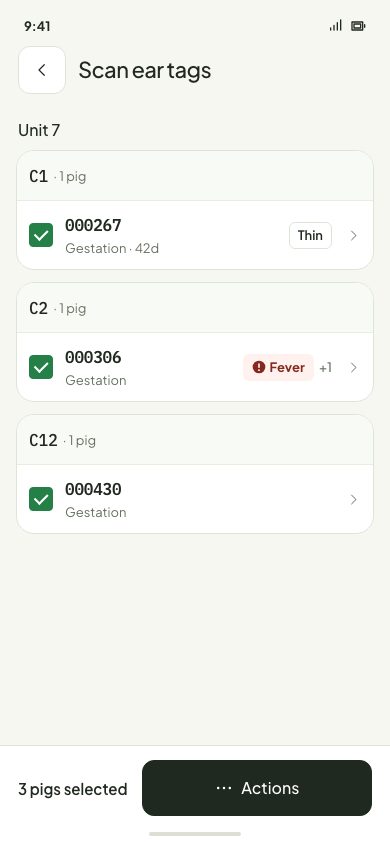 9:41
Scan ear tags
Unit 7
C1 · 1 pig
000267
Gestation · 42d
Thin
C2 · 1 pig
000306
Gestation
Fever +1
C12 · 1 pig
000430
Gestation
3 pigs selected
··· Actions